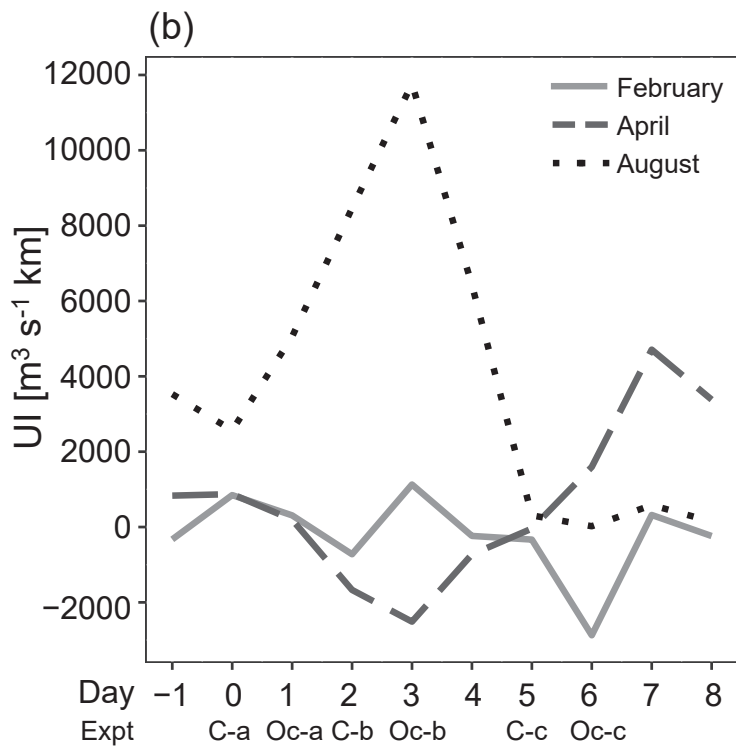 (b)
12000
10000
8000
6000
4000
2000
0
−2000
UI [m³ s⁻¹ km)
February
April
August
Day −1 0 1 2 3 4 5 6 7 8
Expt C-a Oc-a C-b Oc-b C-c Oc-c